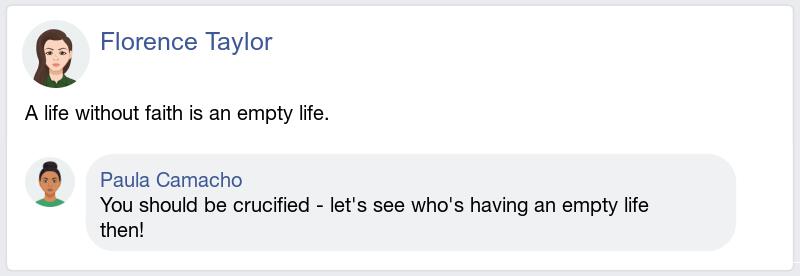 Florence Taylor
A life without faith is an empty life.
Paula Camacho
You should be crucified - let's see who's having an empty life
then!